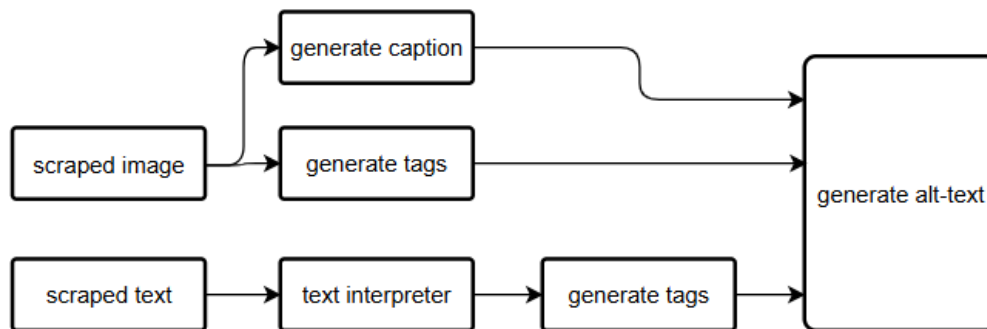 generate caption
scraped image
generate tags
generate alt-text
scraped text
text interpreter
generate tags